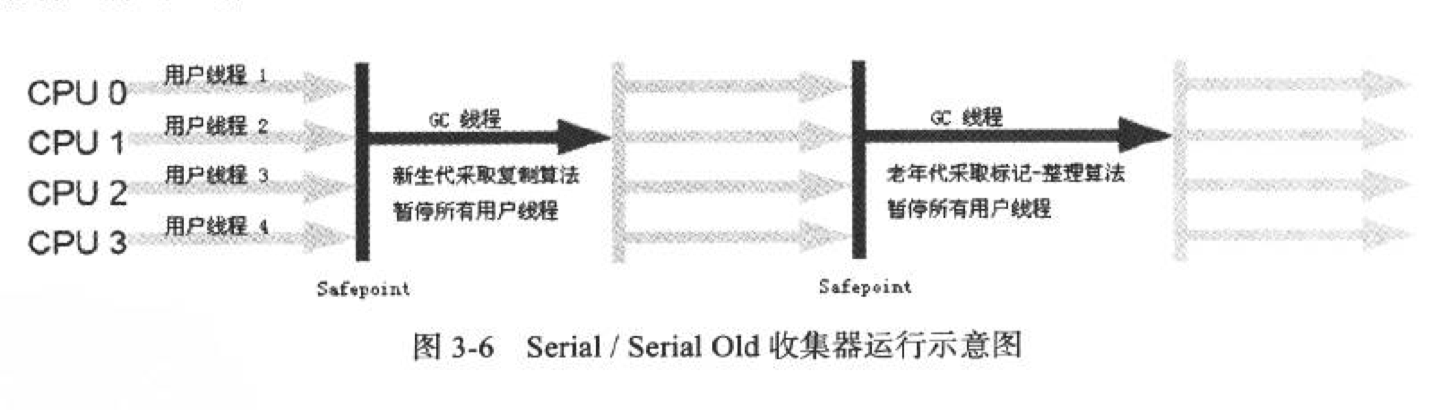 CPU 0
用户线程 1
CPU 1
用户线程 2
CPU 2
用户线程 3
CPU 3
用户线程 4
GC 线程
新生代采取复制算法
暂停所有用户线程
Safepoint
GC 线程
老年代采取标记-整理算法
暂停所有用户线程
Safepoint
图 3-6 Serial / Serial Old 收集器运行示意图